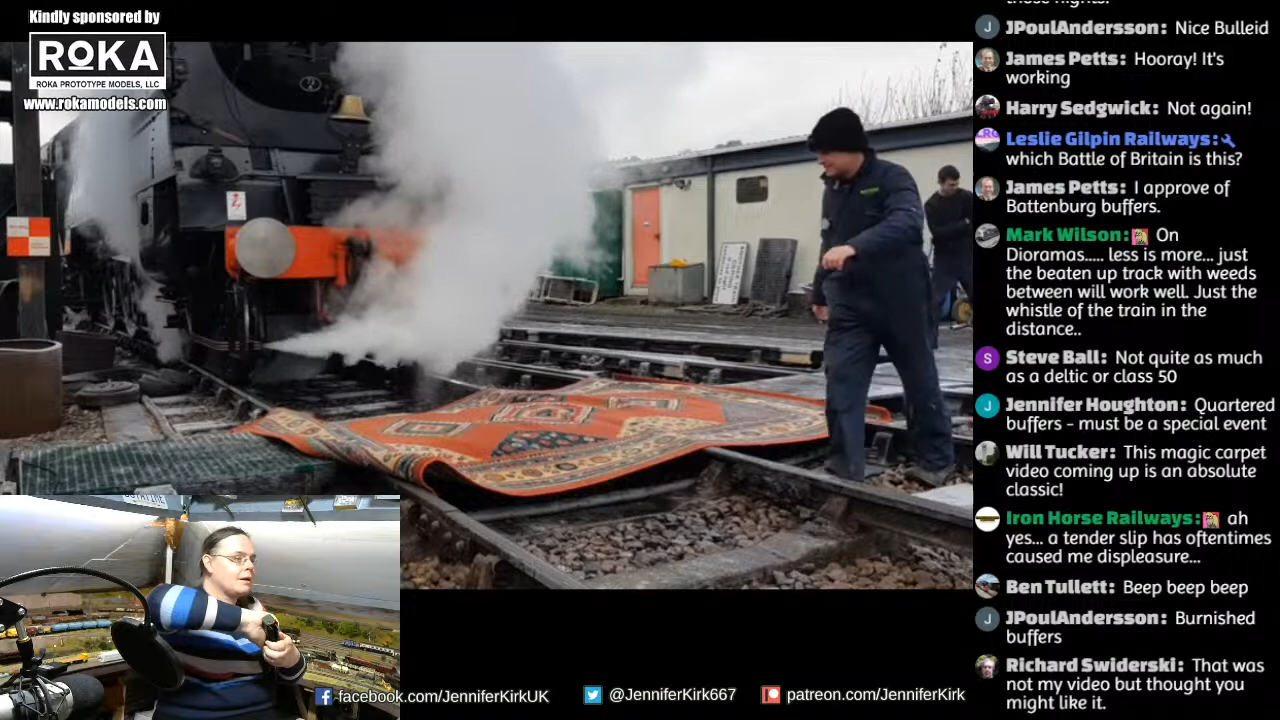 Kindly sponsored by
ROKA
ROKA PROTOTYPE MODELS, LLC
www.rokamodels.com
those nights.
JPoulAndersson: Nice Bulleid
James Petts: Hooray! It's
working
Harry Sedgwick: Not again!
Leslie Gilpin Railways:
which Battle of Britain is this?
James Petts: I approve of
Battenburg buffers.
Mark Wilson: On
Dioramas..... less is more... just
the beaten up track with weeds
between will work well. Just the
whistle of the train in the
distance..
Steve Ball: Not quite as much
as a deltic or class 50
Jennifer Houghton: Quartered
buffers - must be a special event
Will Tucker: This magic carpet
video coming up is an absolute
classic!
Iron Horse Railways: ah
yes... a tender slip has oftentimes
caused me displeasure...
Ben Tullett: Beep beep beep
JPoulAndersson: Burnished
buffers
Richard Swiderski: That was
not my video but thought you
might like it.
facebook.com/JenniferKirkUK
@JenniferKirk667
patreon.com/JenniferKirk